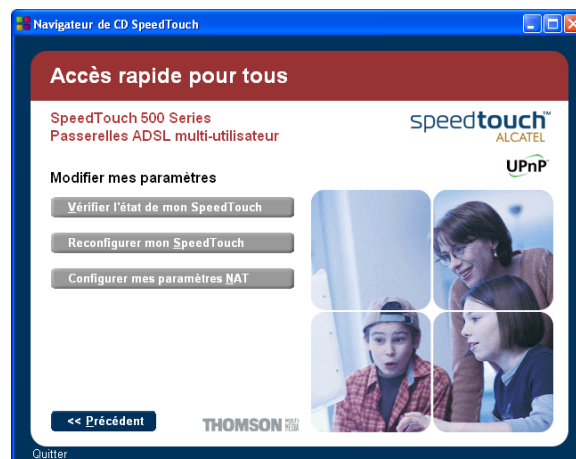 Navigateur de CD SpeedTouch
Accès rapide pour tous
SpeedTouch 500 Series
Passerelles ADSL multi-utilisateur
speedtouch™
ALCATEL
UPnP
Modifier mes paramètres
Vérifier l'état de mon SpeedTouch
Reconfigurer mon SpeedTouch
Configurer mes paramètres NAT
<< Précédent
THOMSON
Quitter